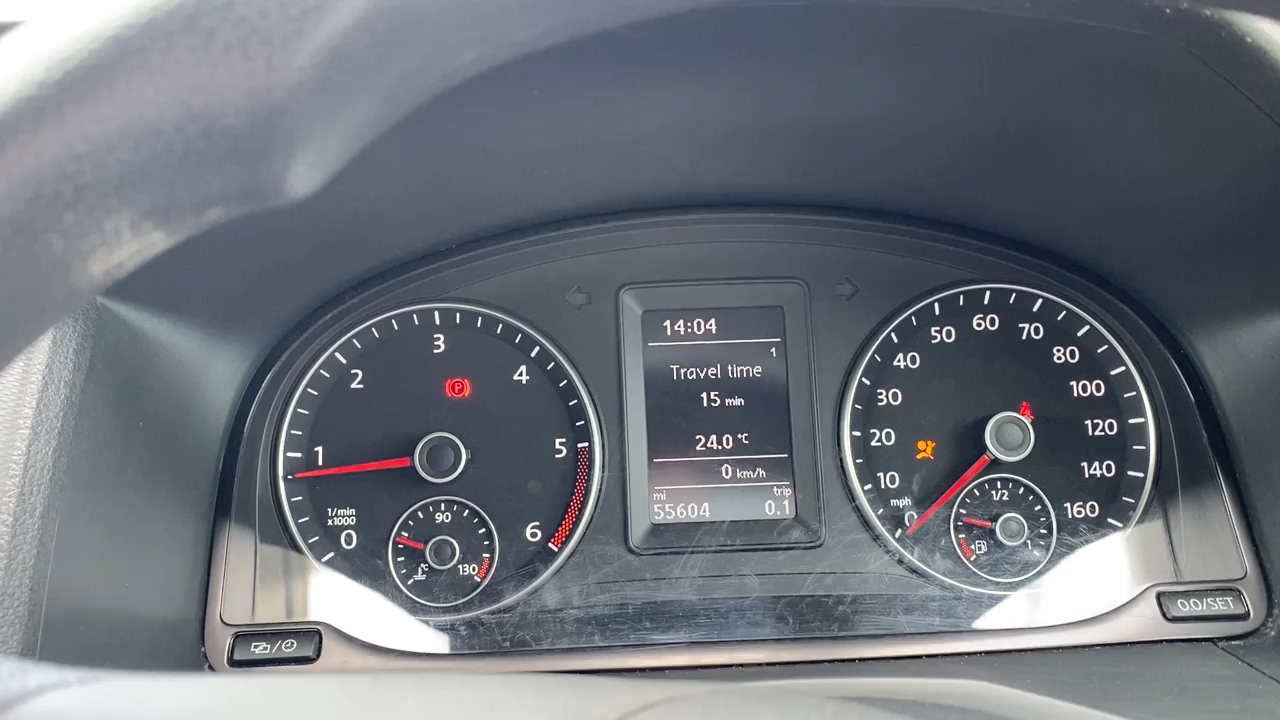 14:04
1
Travel time
15 min
24.0 °C
0 km/h
mi trip
55604 0.1
0
1
2
3
4
5
6
1/min
x1000
90
130
°C
P
mph
0
10
20
30
40
50
60
70
80
100
120
140
160
1/2
1
0.0/SET